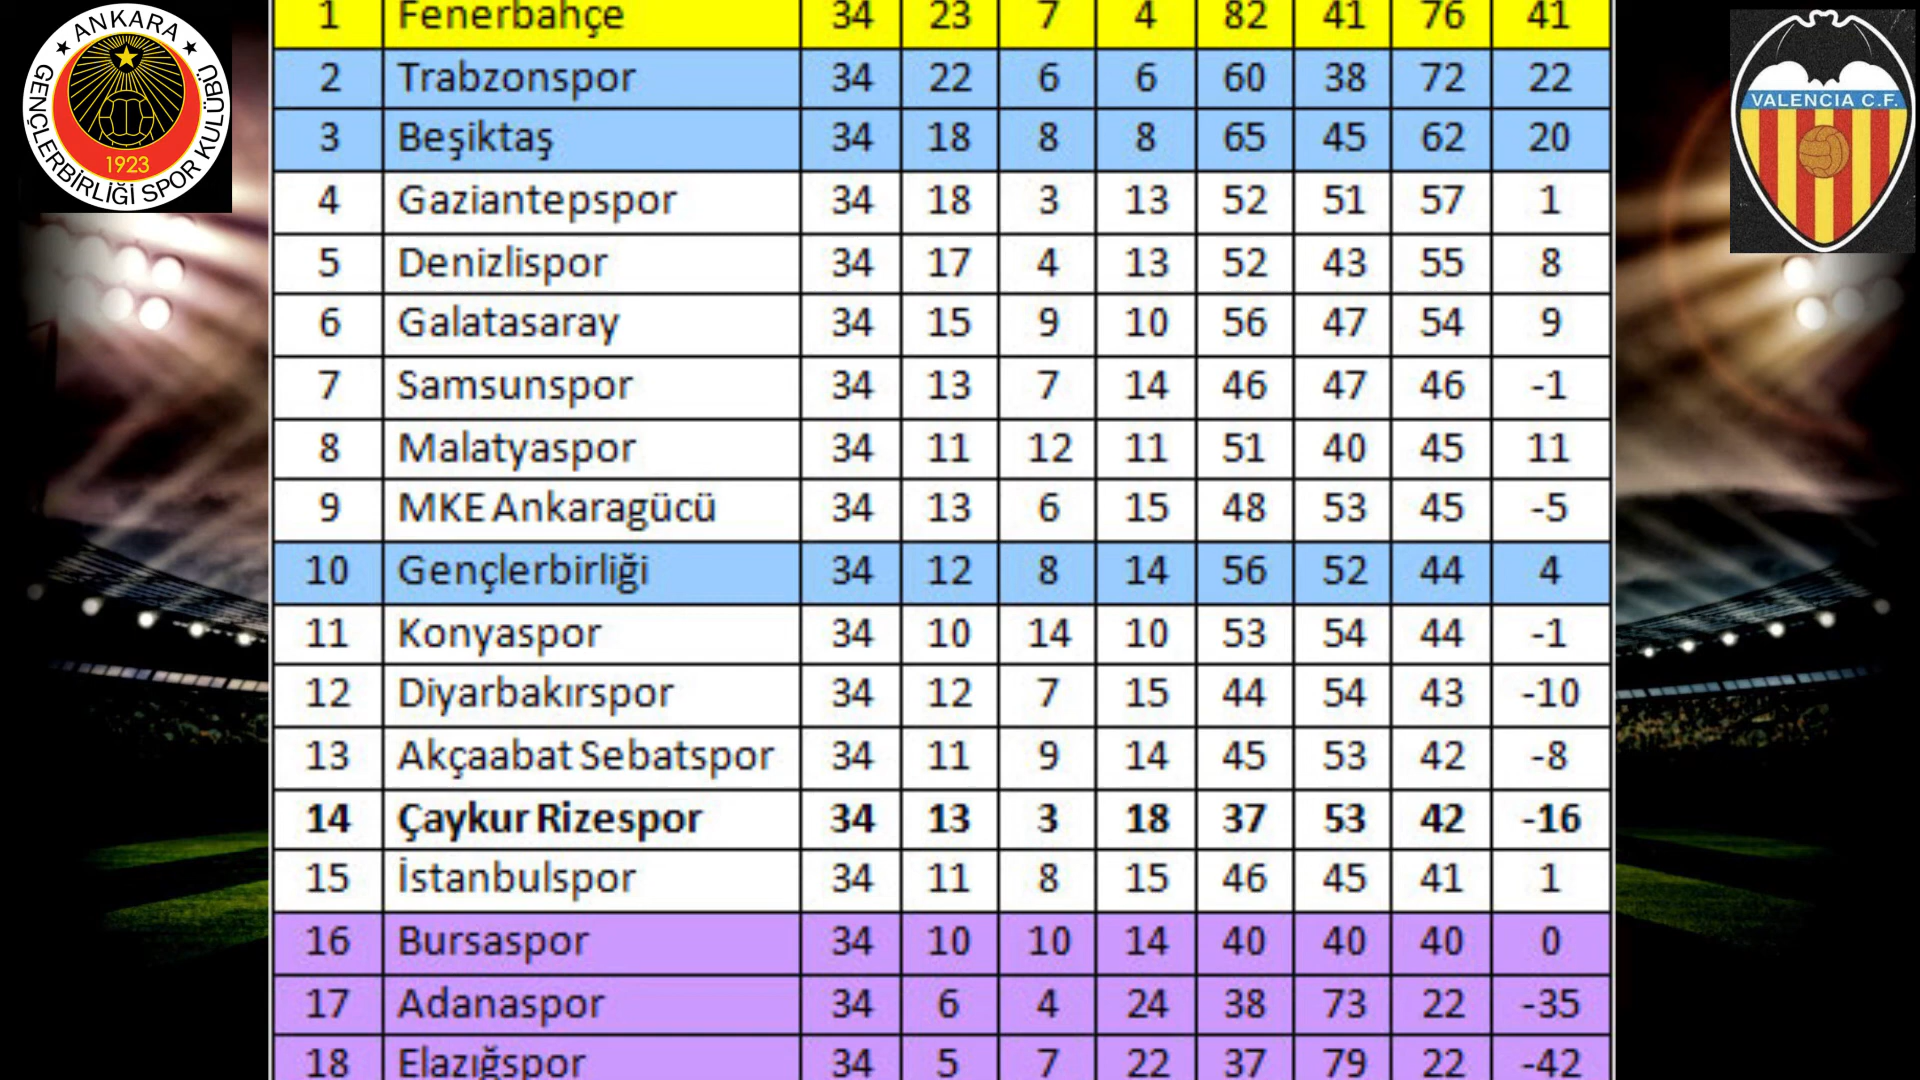 ANKARA
GENÇLERBİRLİĞİ SPOR KULÜBÜ
1923
VALENCIA C.F.
1 Fenerbahçe 34 23 7 4 82 41 76 41
2 Trabzonspor 34 22 6 6 60 38 72 22
3 Beşiktaş 34 18 8 8 65 45 62 20
4 Gaziantepspor 34 18 3 13 52 51 57 1
5 Denizlispor 34 17 4 13 52 43 55 8
6 Galatasaray 34 15 9 10 56 47 54 9
7 Samsunspor 34 13 7 14 46 47 46 -1
8 Malatyaspor 34 11 12 11 51 40 45 11
9 MKE Ankaragücü 34 13 6 15 48 53 45 -5
10 Gençlerbirliği 34 12 8 14 56 52 44 4
11 Konyaspor 34 10 14 10 53 54 44 -1
12 Diyarbakırspor 34 12 7 15 44 54 43 -10
13 Akçaabat Sebatspor 34 11 9 14 45 53 42 -8
14 Çaykur Rizespor 34 13 3 18 37 53 42 -16
15 İstanbulspor 34 11 8 15 46 45 41 1
16 Bursaspor 34 10 10 14 40 40 40 0
17 Adanaspor 34 6 4 24 38 73 22 -35
18 Elazığspor 34 5 7 22 37 79 22 -42